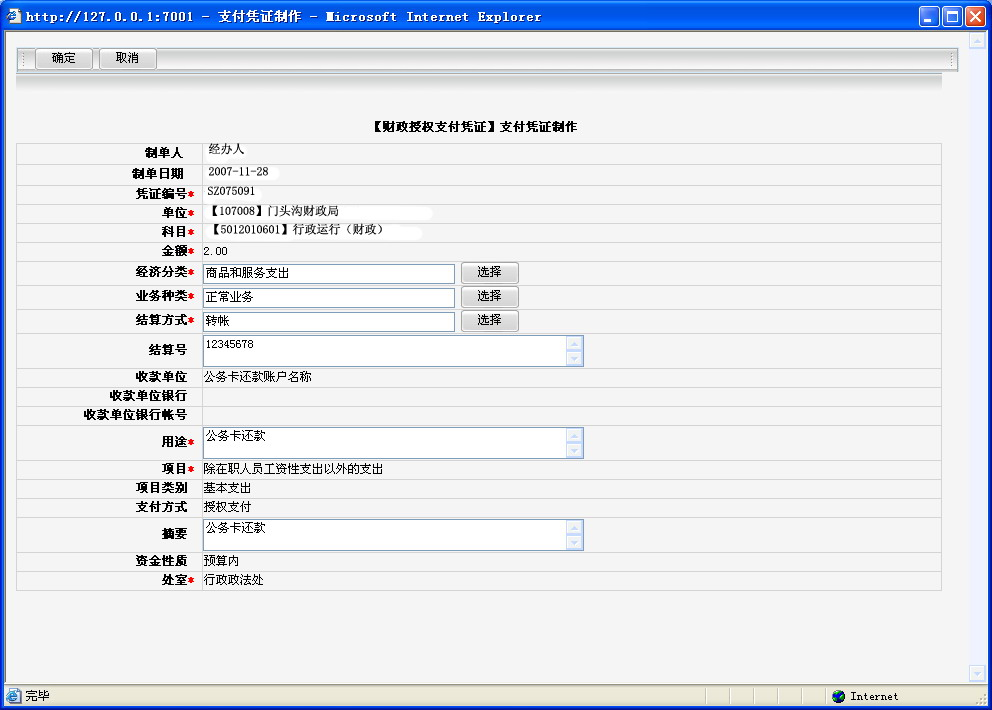 http://127.0.0.1:7001 - 支付凭证制作 - Microsoft Internet Explorer
确定 取消
【财政授权支付凭证】支付凭证制作
制单人 经办人
制单日期 2007-11-28
凭证编号* SZ075091
单位* 【107008】门头沟财政局
科目* 【5012010601】行政运行（财政）
金额* 2.00
经济分类* 商品和服务支出 选择
业务种类* 正常业务 选择
结算方式* 转帐 选择
结算号 12345678
收款单位 公务卡还款账户名称
收款单位银行
收款单位银行帐号
用途* 公务卡还款
项目* 除在职人员工资性支出以外的支出
项目类别 基本支出
支付方式 授权支付
摘要 公务卡还款
资金性质 预算内
处室* 行政政法处
完毕 Internet